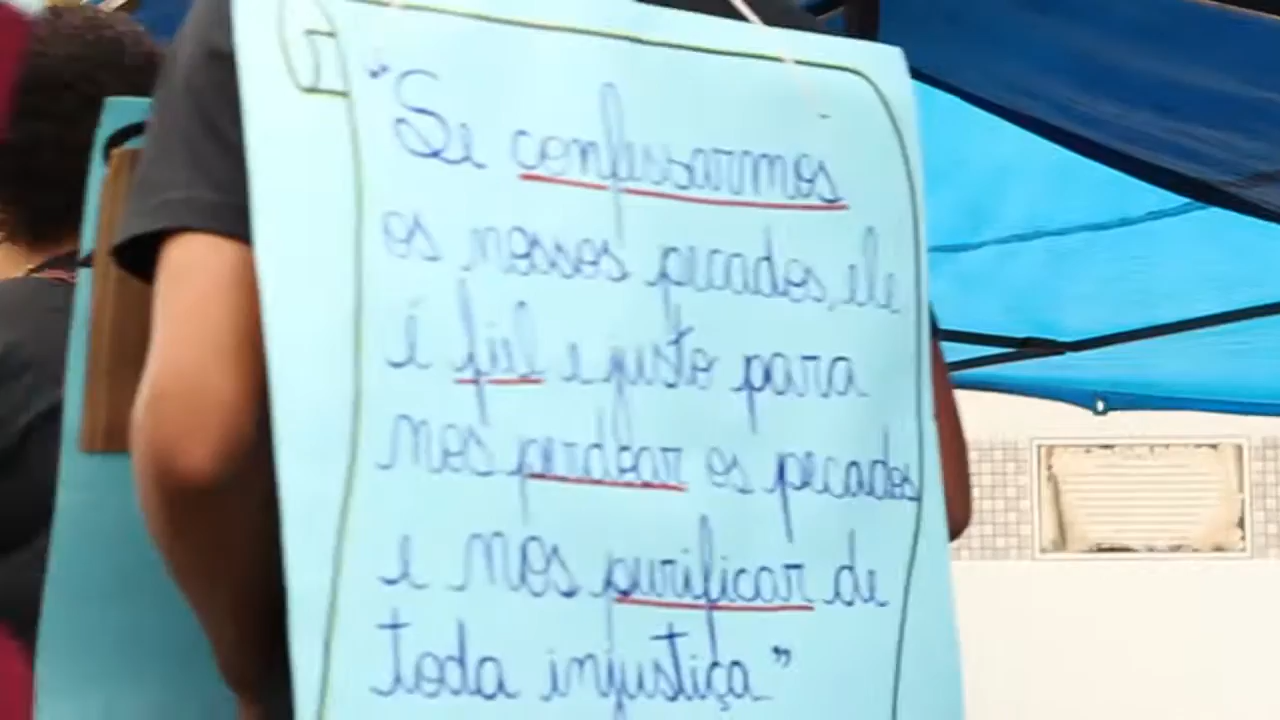 "Se confessarmos
os nossos pecados, ele
é fiel e justo para
nos perdoar os pecados
e nos purificar de
toda injustiça."